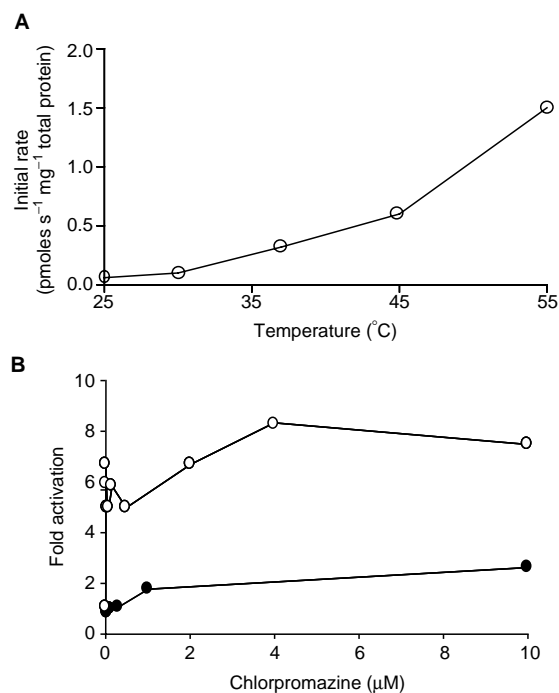 A
2.0
1.5
1.0
0.5
0.0
Initial rate
(pmoles s⁻¹ mg⁻¹ total protein)
25 35 45 55
Temperature (°C)
B
10
8
6
4
2
0
Fold activation
0 2 4 6 8 10
Chlorpromazine (μM)